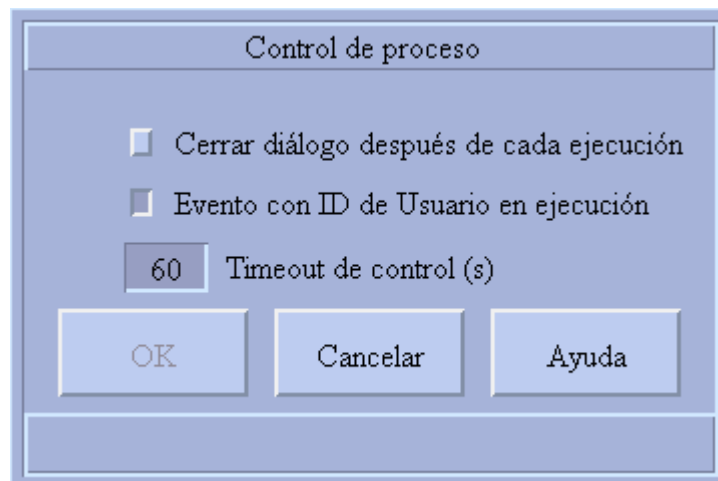 Control de proceso
Cerrar diálogo después de cada ejecución
Evento con ID de Usuario en ejecución
60 Timeout de control (s)
OK Cancelar Ayuda